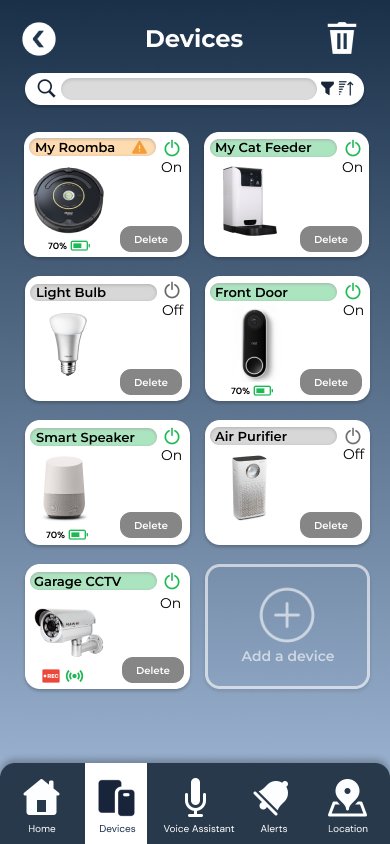 Devices
My Roomba
On
70%
Delete
My Cat Feeder
On
Delete
Light Bulb
Off
Delete
Front Door
On
70%
Delete
Smart Speaker
On
70%
Delete
Air Purifier
Off
Delete
Garage CCTV
On
REC
Delete
Add a device
Home
Devices
Voice Assistant
Alerts
Location